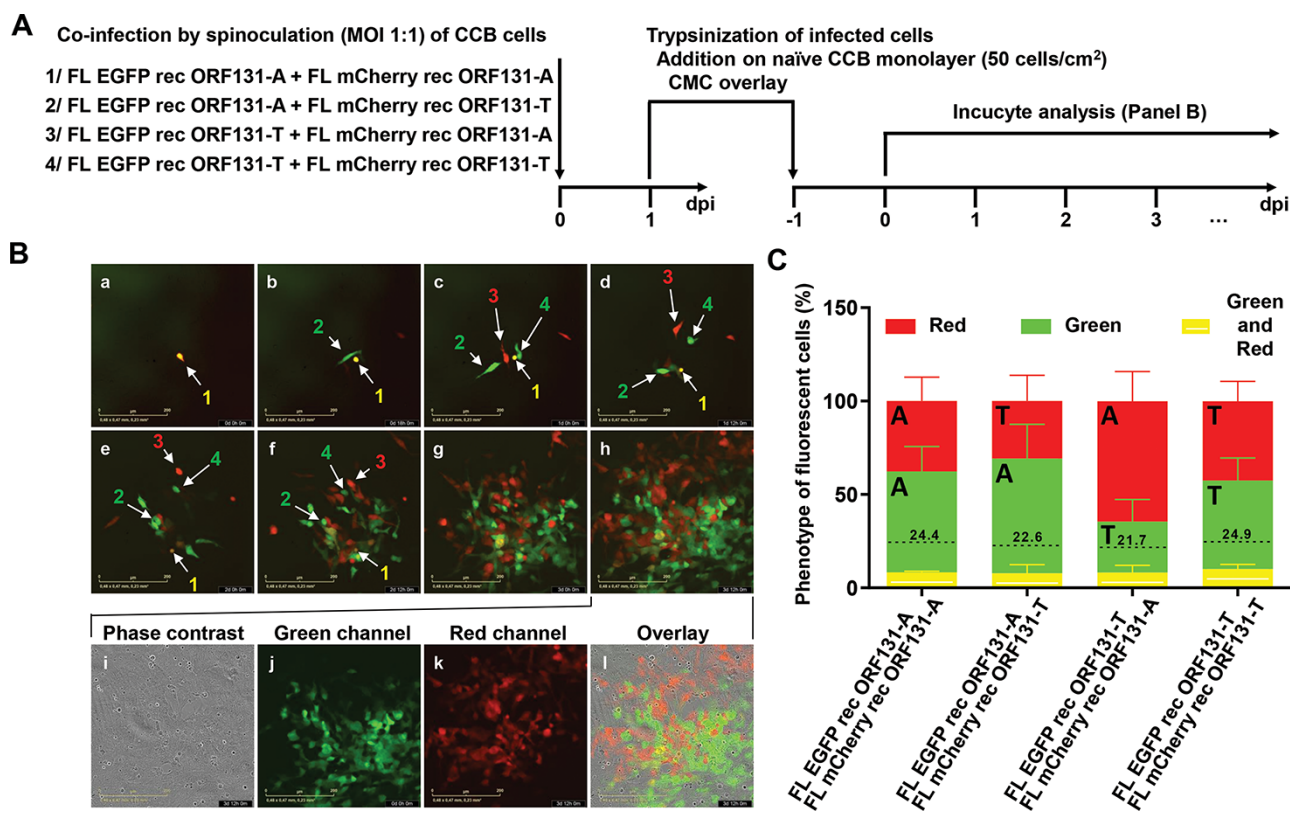 A
Co-infection by spinoculation (MOI 1:1) of CCB cells
1/ FL EGFP rec ORF131-A + FL mCherry rec ORF131-A
2/ FL EGFP rec ORF131-A + FL mCherry rec ORF131-T
3/ FL EGFP rec ORF131-T + FL mCherry rec ORF131-A
4/ FL EGFP rec ORF131-T + FL mCherry rec ORF131-T
Trypsinization of infected cells
Addition on naïve CCB monolayer (50 cells/cm²)
CMC overlay
Incucyte analysis (Panel B)
0 1 dpi
-1 0 1 2 3 ... dpi
B
a
1
b
2
1
c
3
4
2
1
d
3
4
2
1
e
3
4
2
1
f
4
3
2
1
g
h
Phase contrast
Green channel
Red channel
Overlay
i
j
k
l
C
Phenotype of fluorescent cells (%)
150
100
50
0
Red
Green
Green
and
Red
A
A
24.4
T
A
22.6
A
T
21.7
T
T
24.9
FL EGFP rec ORF131-A
FL mCherry rec ORF131-A
FL EGFP rec ORF131-A
FL mCherry rec ORF131-T
FL EGFP rec ORF131-T
FL mCherry rec ORF131-A
FL EGFP rec ORF131-T
FL mCherry rec ORF131-T